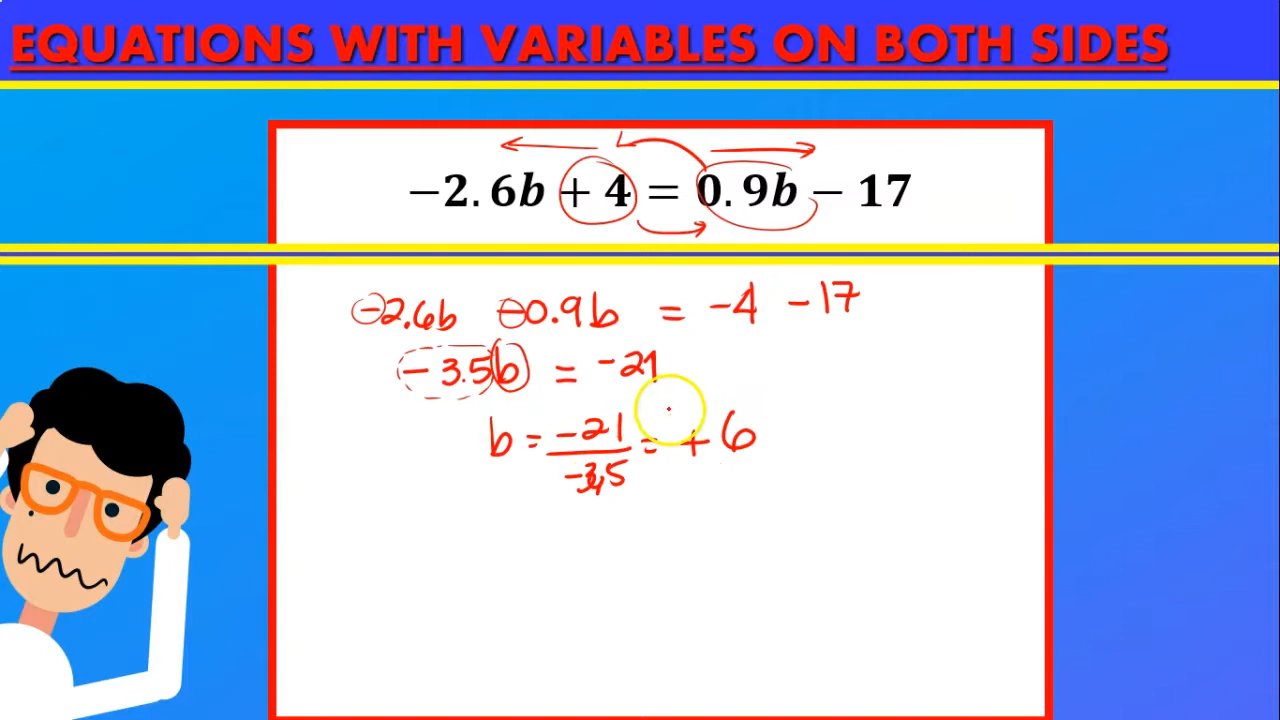 EQUATIONS WITH VARIABLES ON BOTH SIDES
−2.6b + 4 = 0.9b − 17
-2.6b -0.9b = -4 -17
-3.5b = -21
b = -21/-3.5 = +6